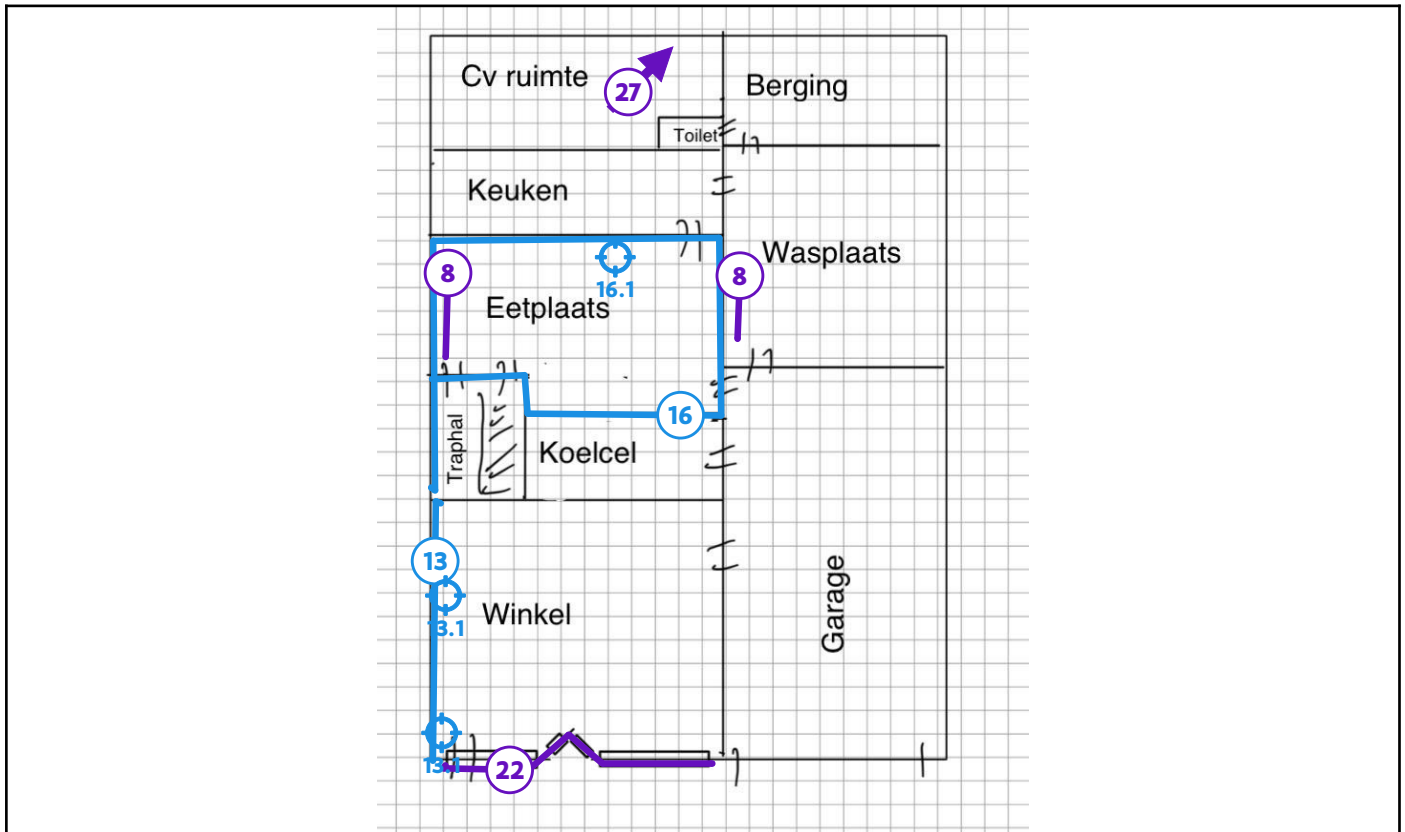 Cv ruimte
27
Berging
Toilet
Keuken
Wasplaats
8
8
16.1
Eetplaats
16
Traphal
Koelcel
13
13.1
Winkel
Garage
13.1
22